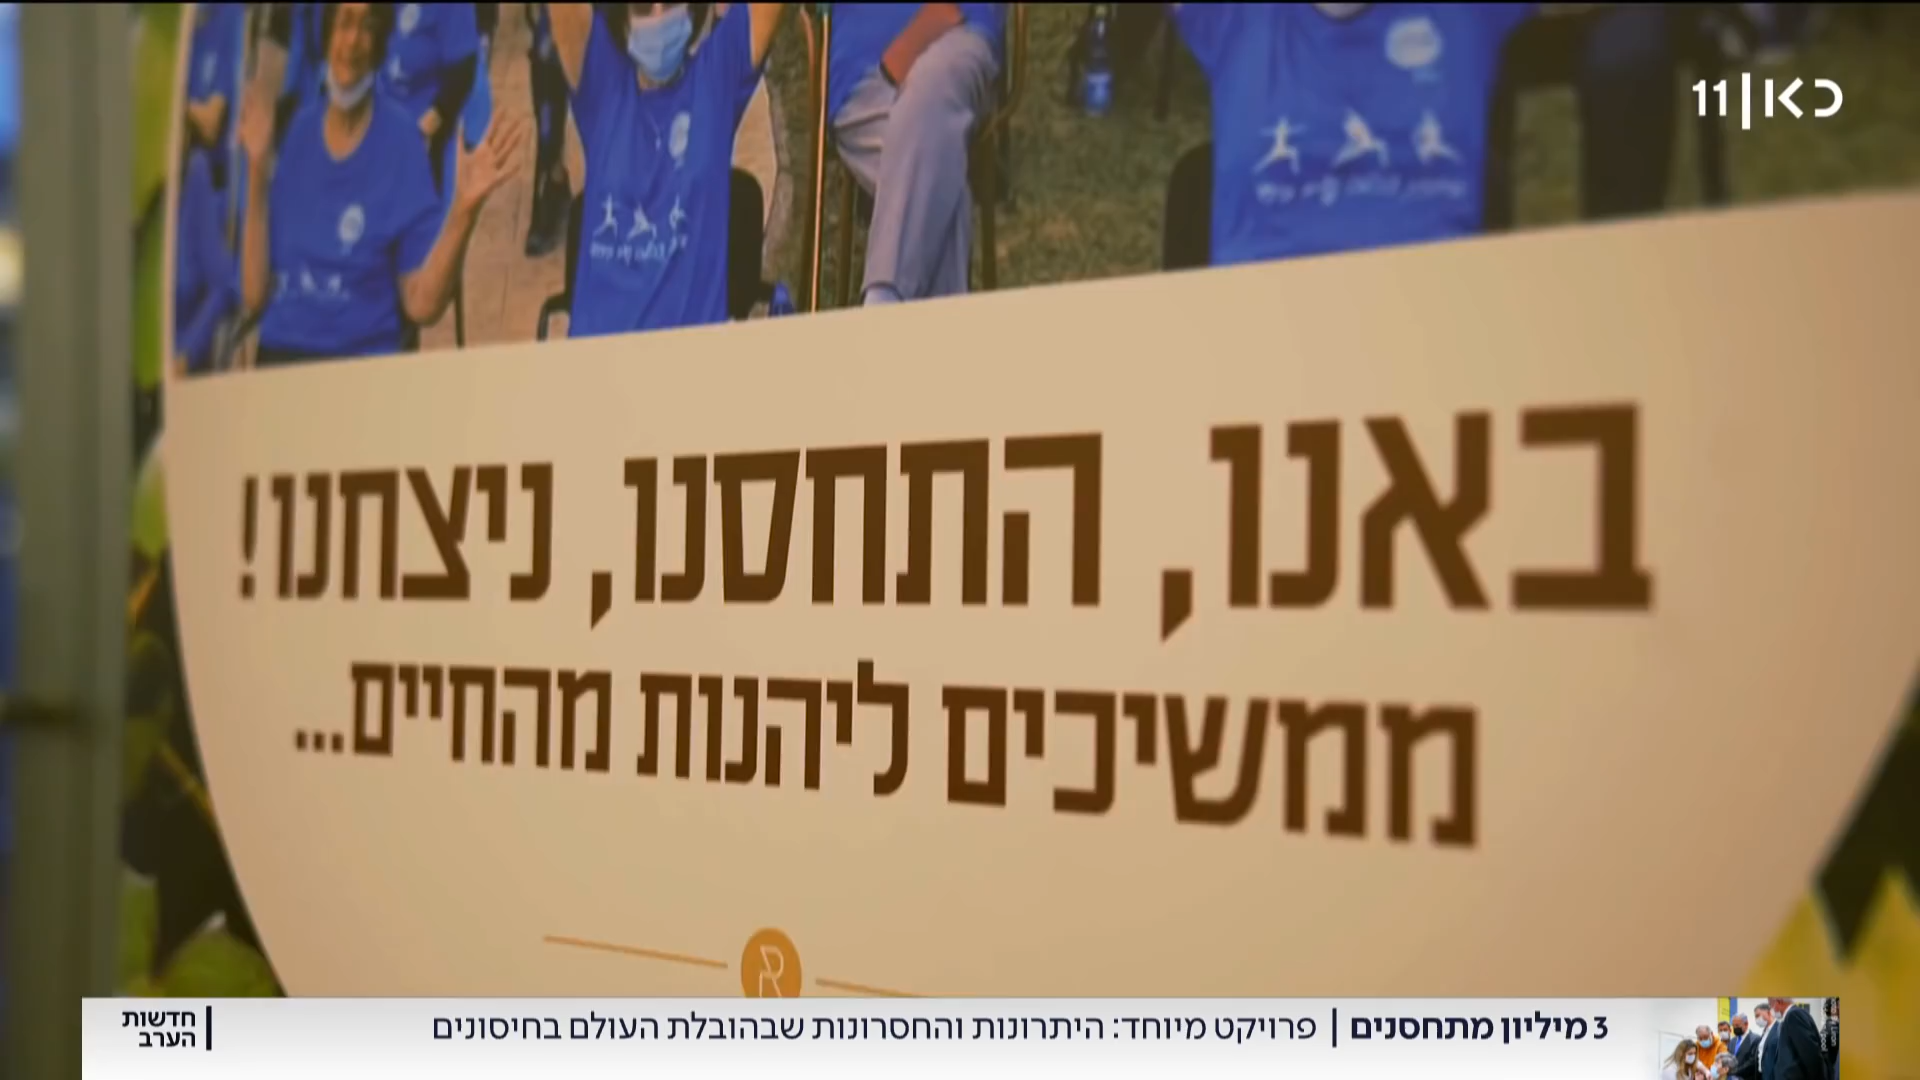 כאן 11
באנו, התחסנו, ניצחנו!
ממשיכים ליהנות מהחיים...
R
3 מיליון מתחסנים | פרויקט מיוחד: היתרונות והחסרונות שבהובלת העולם בחיסונים
חדשות
הערב